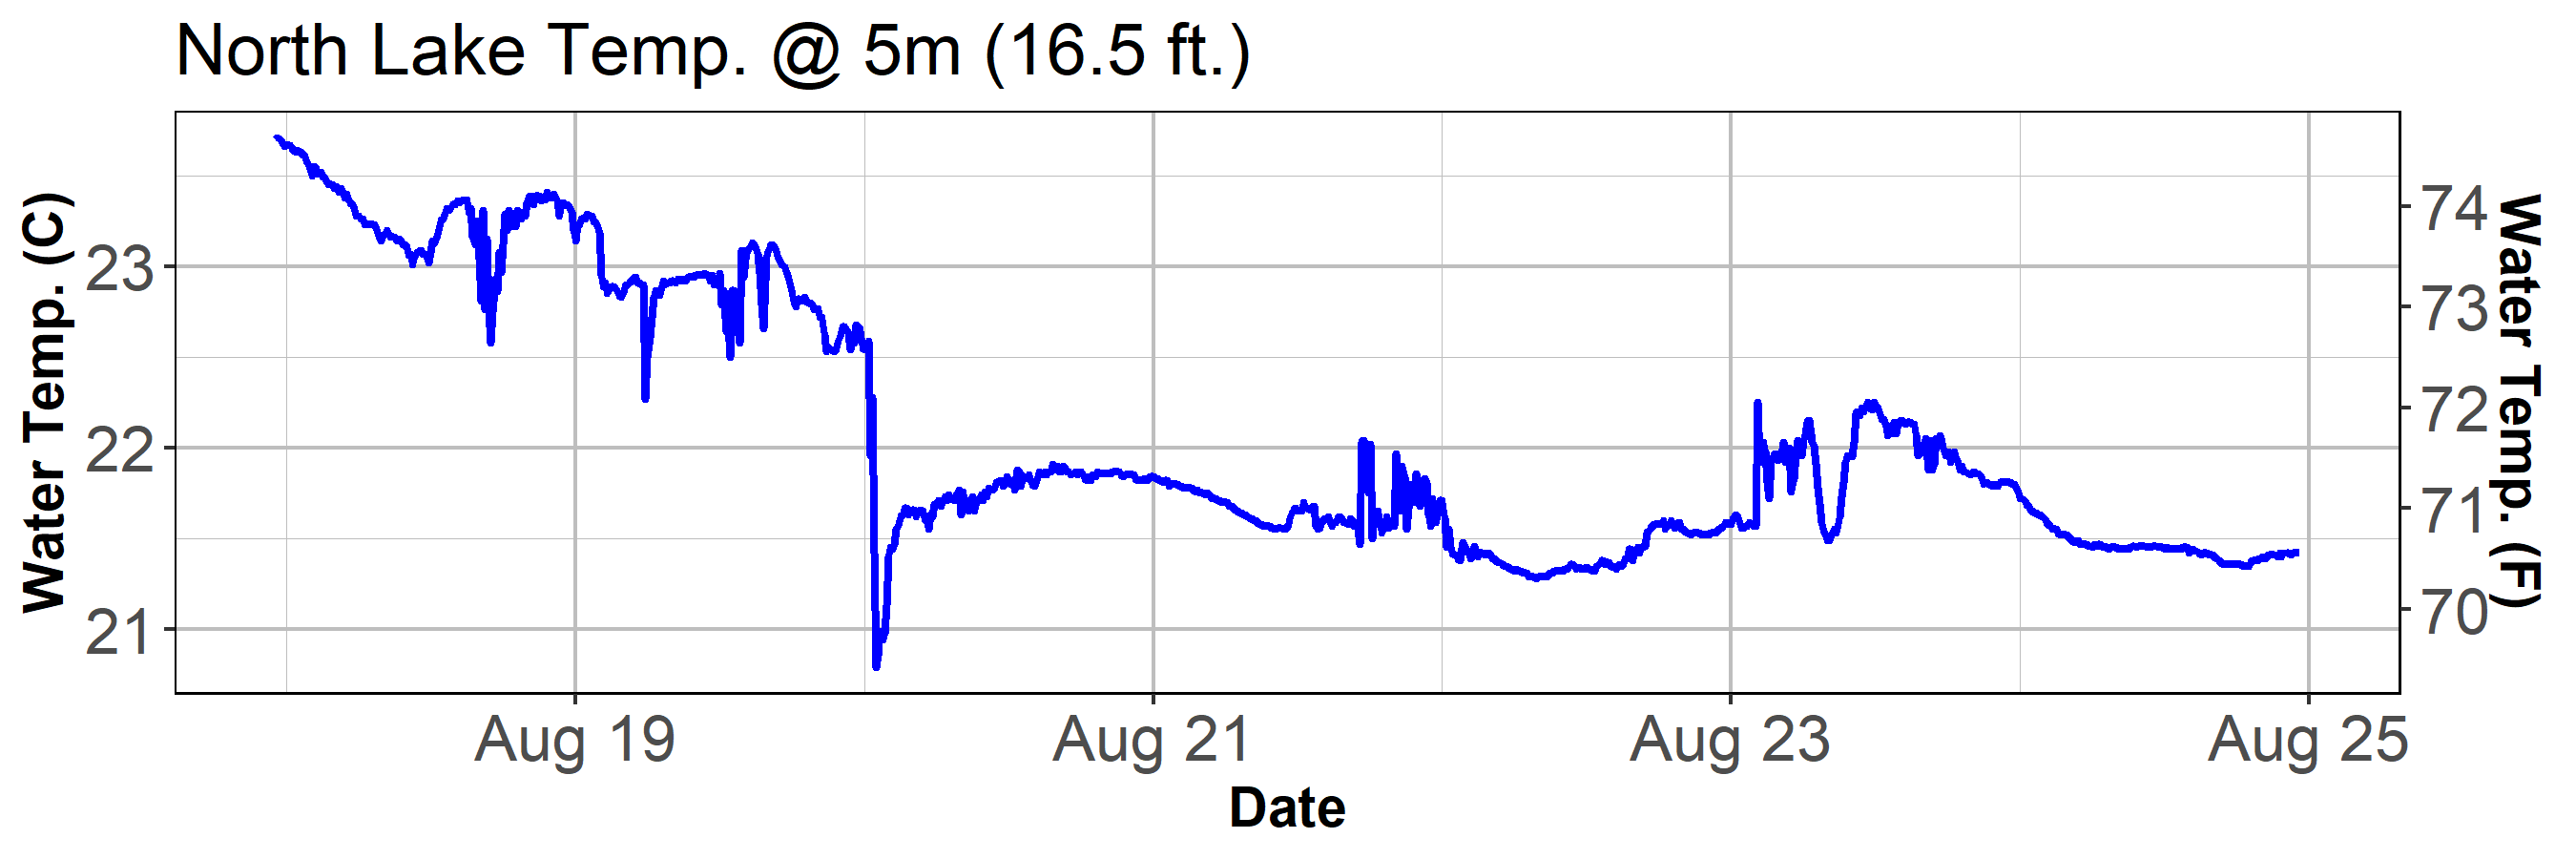 North Lake Temp. @ 5m (16.5 ft.)
Water Temp. (C)
23
22
21
74
73
72
71
70
Water Temp. (F)
Aug 19 Aug 21 Aug 23 Aug 25
Date